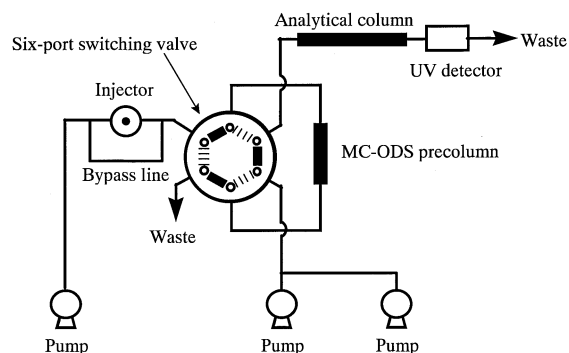 Analytical column
Six-port switching valve
Waste
UV detector
Injector
MC-ODS precolumn
Bypass line
Waste
Pump
Pump
Pump